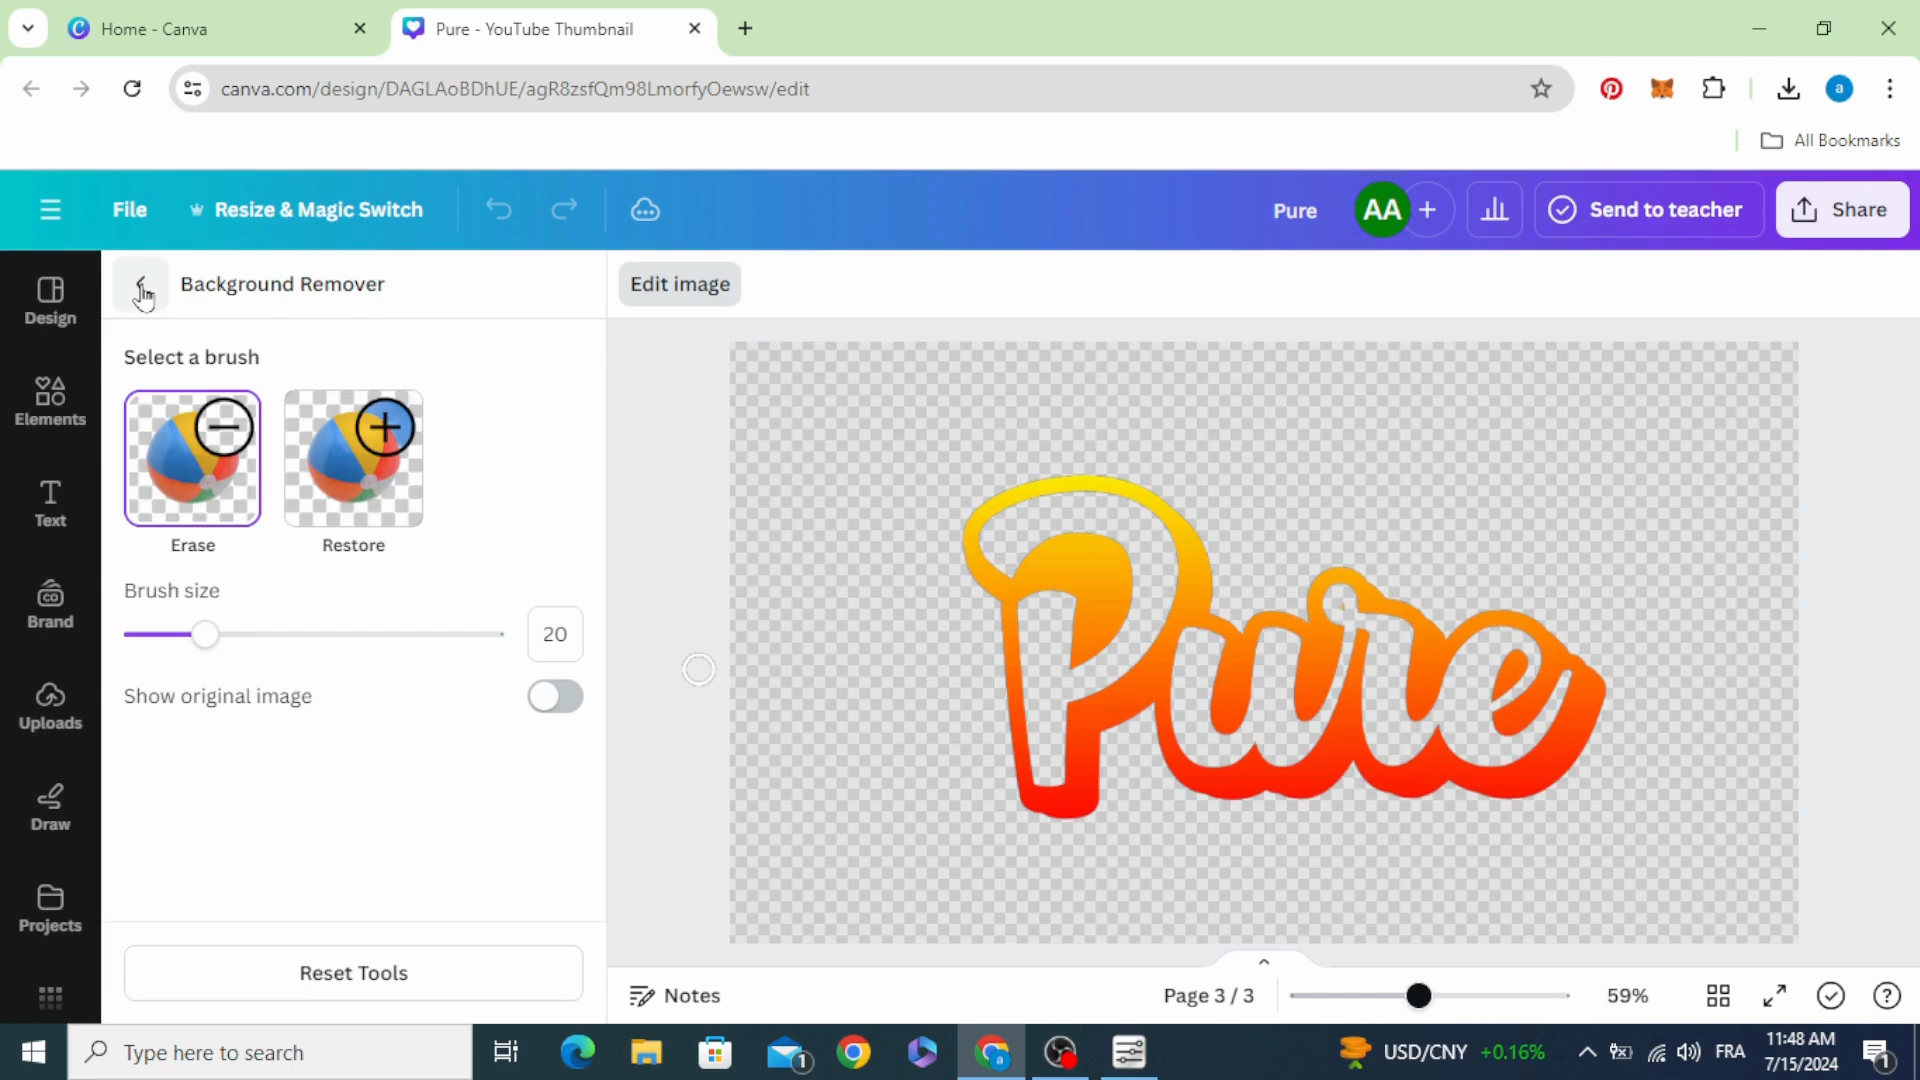 Home - Canva
Pure - YouTube Thumbnail
canva.com/design/DAGLAoBDhUE/agR8zsfQm98LmorfyOewsw/edit
a
All Bookmarks
File
Resize & Magic Switch
Pure
AA
Send to teacher
Share
Background Remover
Edit image
Design
Elements
Text
Brand
Uploads
Draw
Projects
Select a brush
Erase
Restore
Brush size
20
Show original image
Reset Tools
Pure
Notes
Page 3 / 3
59%
Type here to search
1
a
USD/CNY +0.16%
FRA
11:48 AM
7/15/2024
1